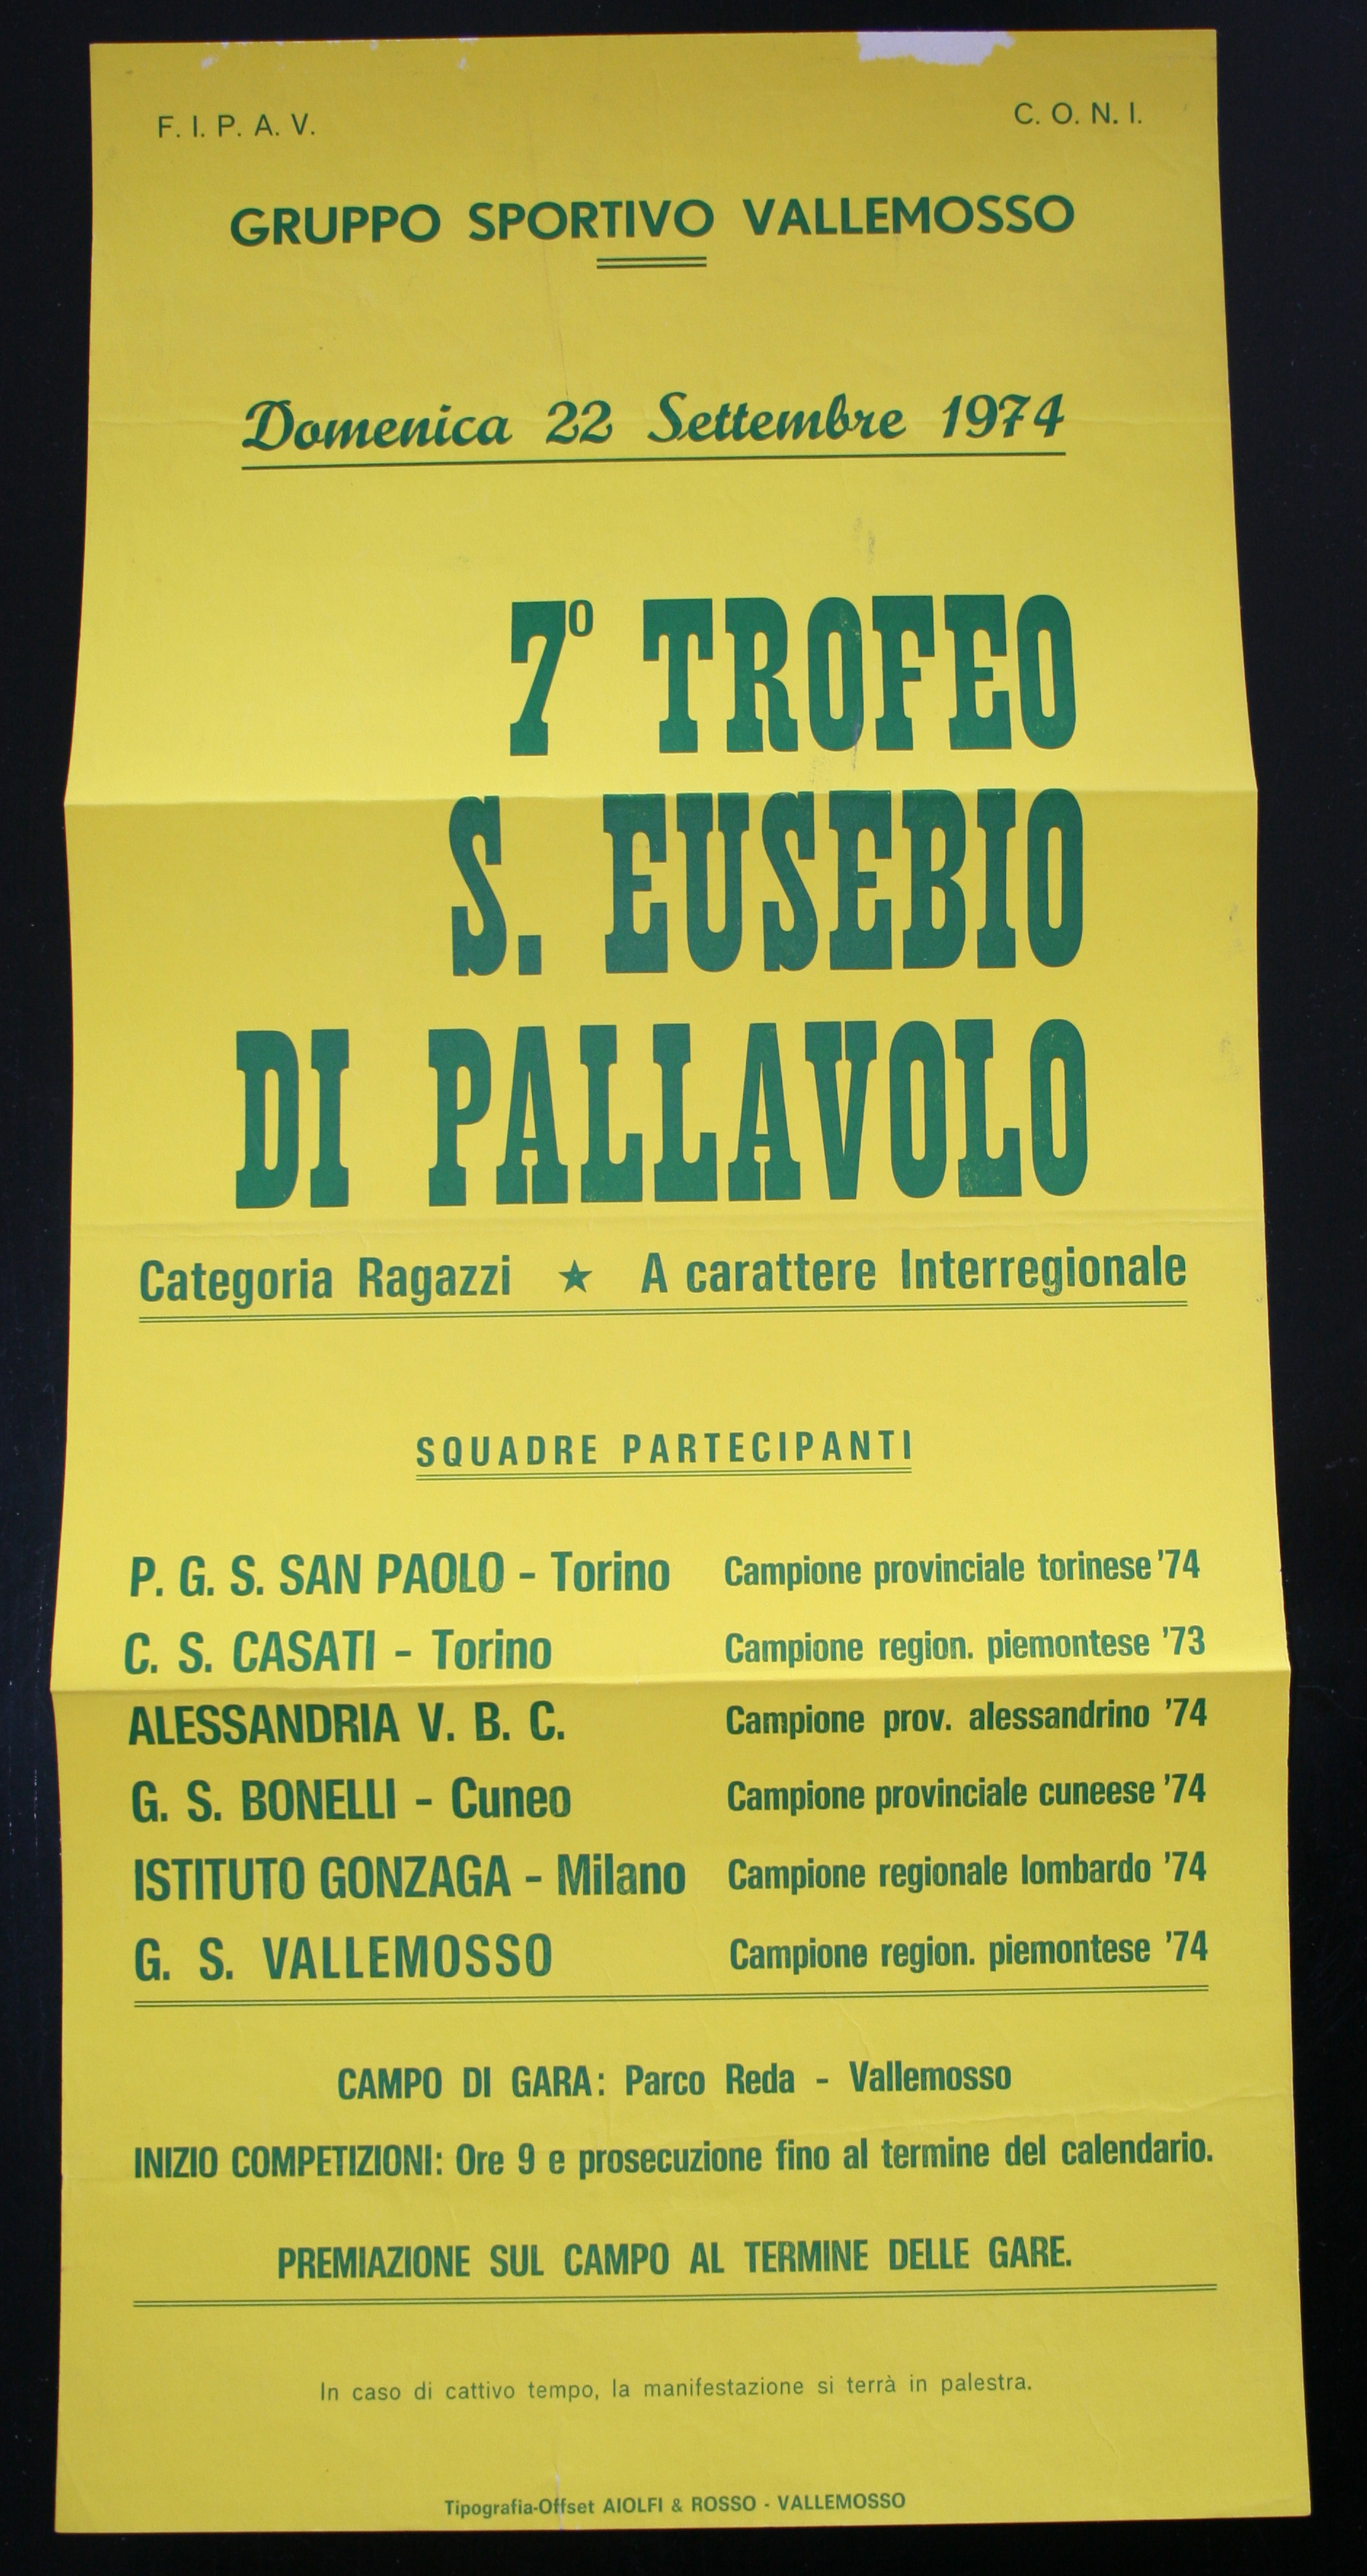 F. I. P. A. V. C. O. N. I.
GRUPPO SPORTIVO VALLEMOSSO
Domenica 22 Settembre 1974
7º TROFEO
S. EUSEBIO
DI PALLAVOLO
Categoria Ragazzi ★ A carattere Interregionale
SQUADRE PARTECIPANTI
P. G. S. SAN PAOLO - Torino Campione provinciale torinese '74
C. S. CASATI - Torino Campione region. piemontese '73
ALESSANDRIA V. B. C. Campione prov. alessandrino '74
G. S. BONELLI - Cuneo Campione provinciale cuneese '74
ISTITUTO GONZAGA - Milano Campione regionale lombardo '74
G. S. VALLEMOSSO Campione region. piemontese '74
CAMPO DI GARA: Parco Reda - Vallemosso
INIZIO COMPETIZIONI: Ore 9 e prosecuzione fino al termine del calendario.
PREMIAZIONE SUL CAMPO AL TERMINE DELLE GARE.
In caso di cattivo tempo, la manifestazione si terrà in palestra.
Tipografia-Offset AIOLFI & ROSSO - VALLEMOSSO